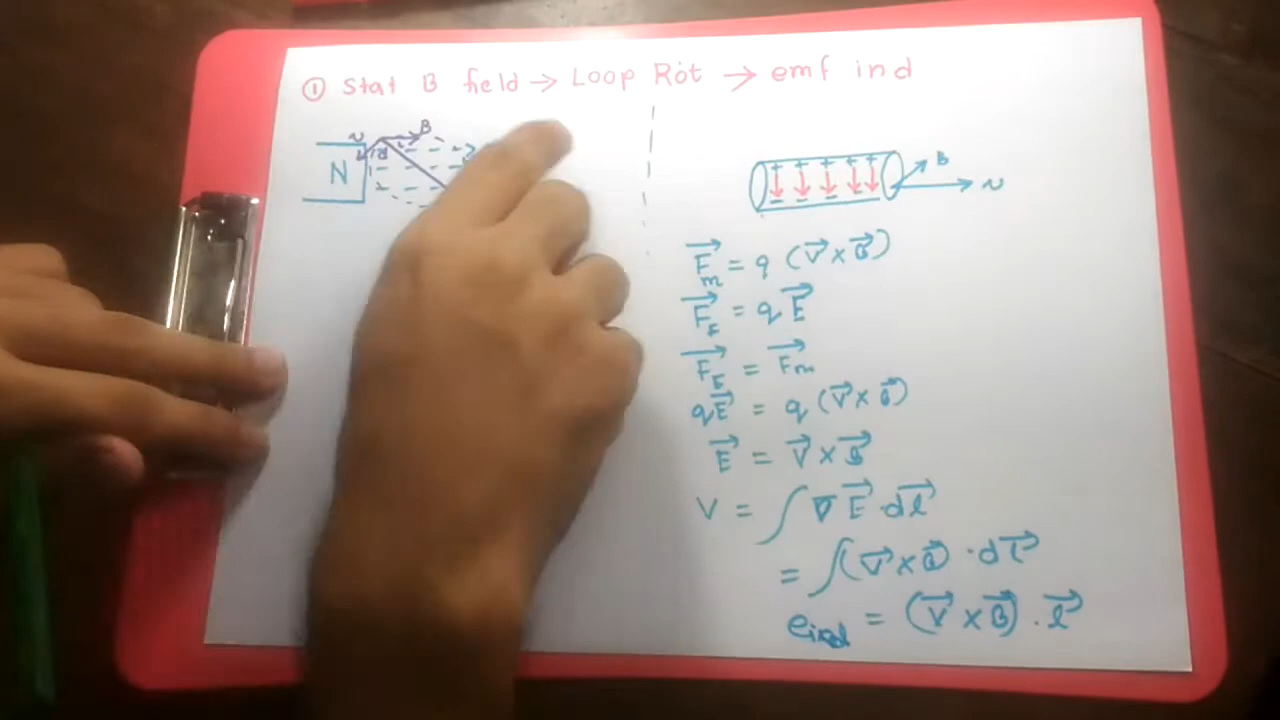 ① Stat B field → Loop Rot → emf ind
v B
N
+ + + + +
- - - - -
B
v
F⃗m = q (V⃗ × B⃗)
F⃗E = qE⃗
F⃗E = F⃗m
qE⃗ = q (V⃗ × B⃗)
E⃗ = V⃗ × B⃗
V = ∫ E⃗ · dl⃗
= ∫(V⃗ × B⃗) · dl⃗
eind = (V⃗ × B⃗) · l⃗